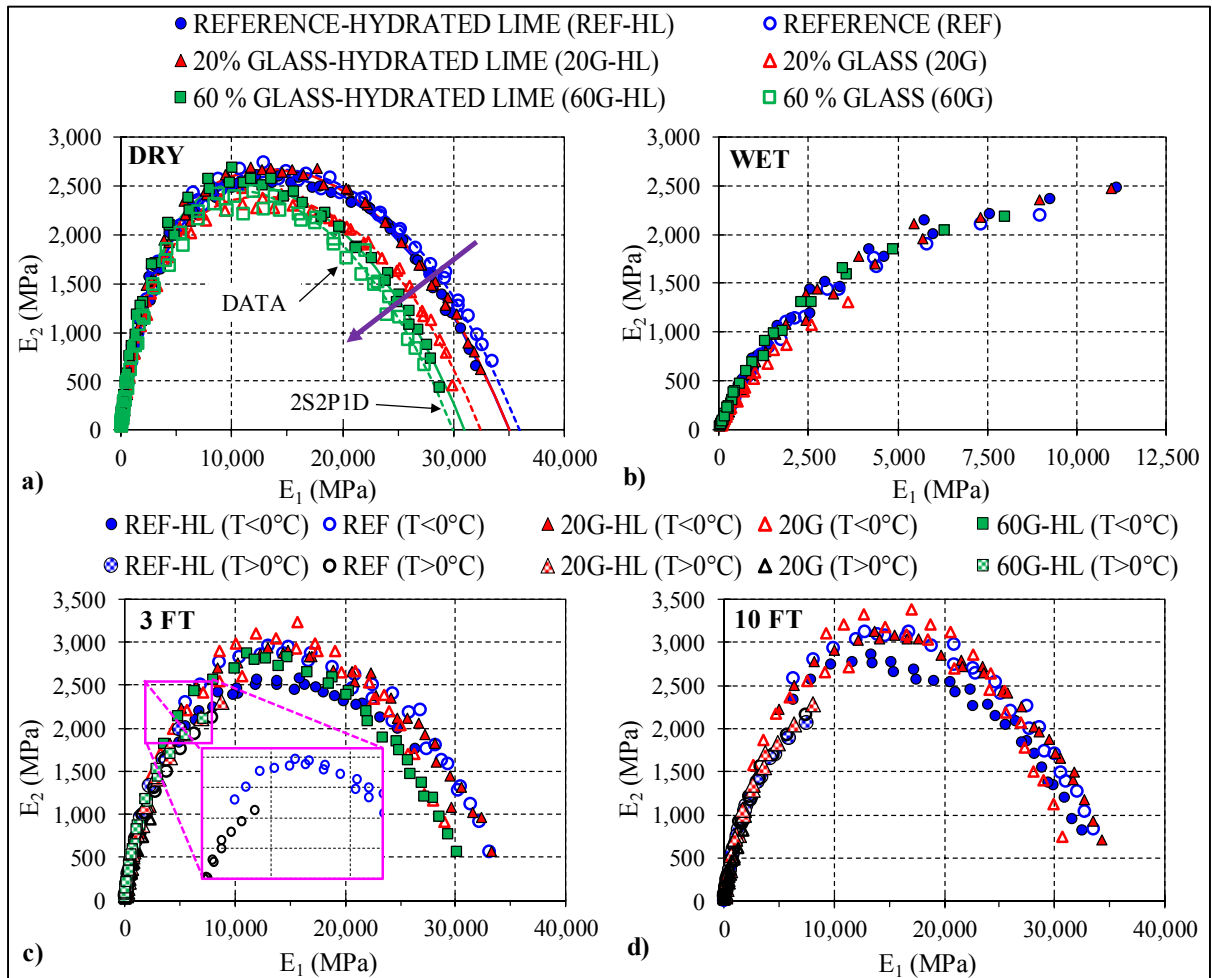 REFERENCE-HYDRATED LIME (REF-HL) REFERENCE (REF)
20% GLASS-HYDRATED LIME (20G-HL) 20% GLASS (20G)
60 % GLASS-HYDRATED LIME (60G-HL) 60 % GLASS (60G)
DRY
E2 (MPa)
3,000
2,500
2,000
1,500
1,000
500
0
DATA
2S2P1D
0 10,000 20,000 30,000 40,000
a)
E1 (MPa)
WET
E2 (MPa)
3,000
2,500
2,000
1,500
1,000
500
0
0 2,500 5,000 7,500 10,000 12,500
b)
E1 (MPa)
REF-HL (T<0°C) REF (T<0°C) 20G-HL (T<0°C) 20G (T<0°C) 60G-HL (T<0°C)
REF-HL (T>0°C) REF (T>0°C) 20G-HL (T>0°C) 20G (T>0°C) 60G-HL (T>0°C)
3 FT
E2 (MPa)
3,500
3,000
2,500
2,000
1,500
1,000
500
0
0 10,000 20,000 30,000 40,000
c)
E1 (MPa)
10 FT
E2 (MPa)
3,500
3,000
2,500
2,000
1,500
1,000
500
0
0 10,000 20,000 30,000 40,000
d)
E1 (MPa)